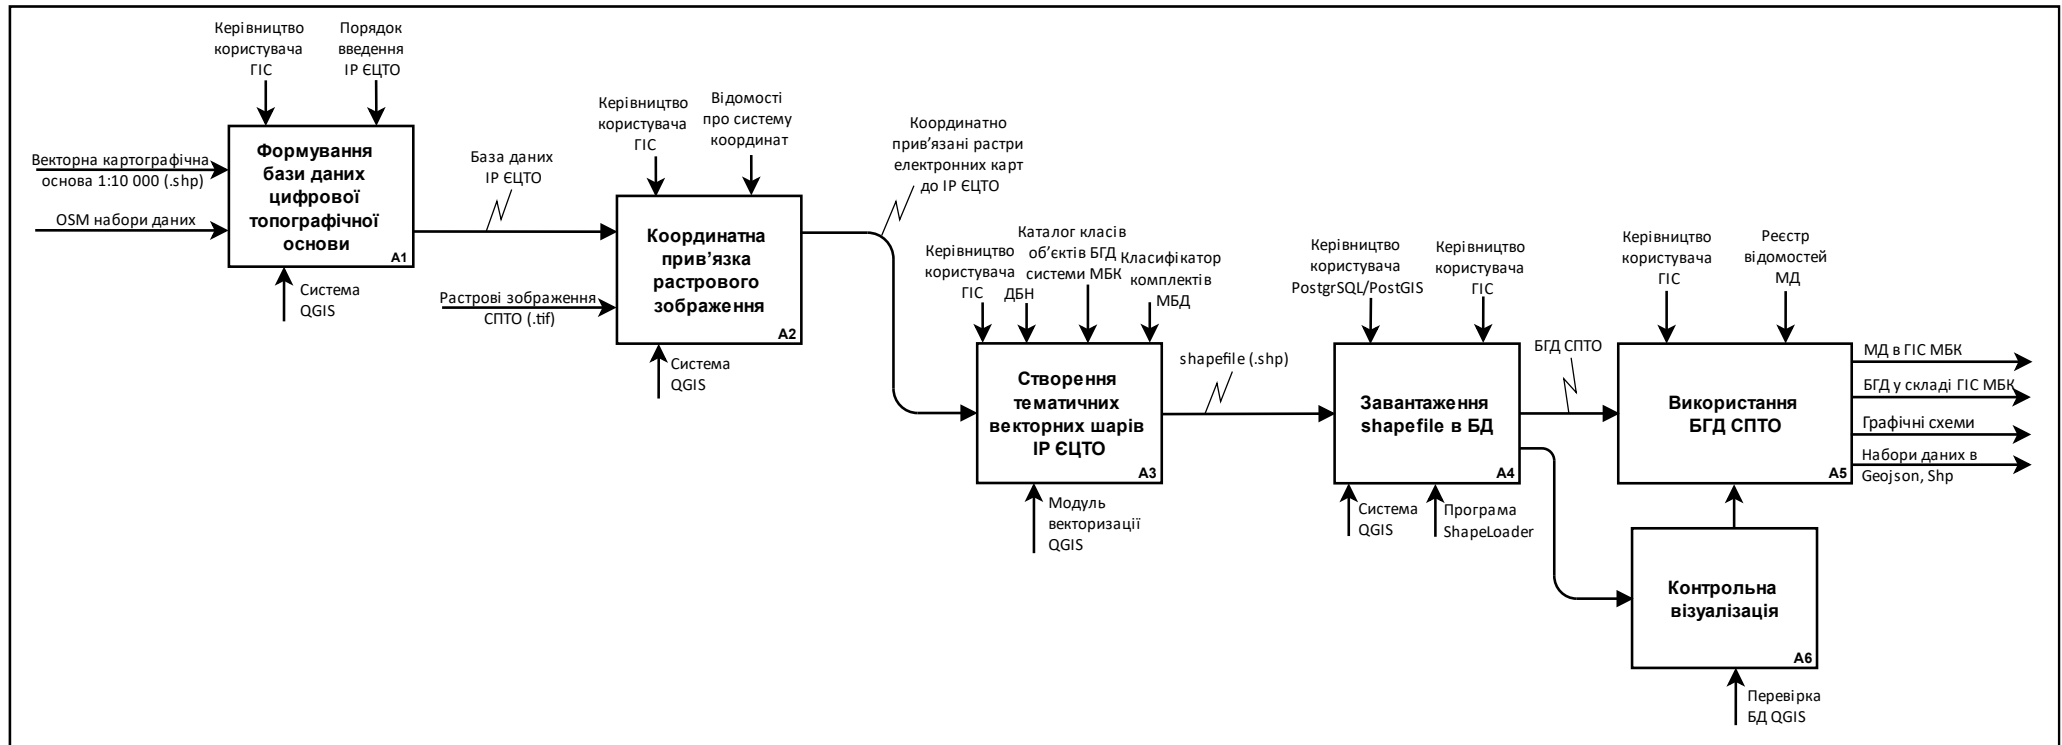 Керівництво
користувача
ГІС
Порядок
введення
ІР ЄЦТО
Векторна картографічна
основа 1:10 000 (.shp)
OSM набори даних
Формування
бази даних
цифрової
топографічної
основи
A1
Система
QGIS
База даних
ІР ЄЦТО
Керівництво
користувача
ГІС
Відомості
про систему
координат
Растрові зображення
СПТО (.tif)
Координатна
прив'язка
растрового
зображення
A2
Система
QGIS
Координатно
прив’язані растри
електронних карт
до ІР ЄЦТО
Керівництво
користувача
ГІС
ДБН
Каталог класів
об’єктів БГД
системи МБК
Класифікатор
комплектів
МБД
Створення
тематичних
векторних шарів
ІР ЄЦТО
A3
Модуль
векторизації
QGIS
shapefile (.shp)
Керівництво
користувача
PostgrSQL/PostGIS
Керівництво
користувача
ГІС
Завантаження
shapefile в БД
A4
Система
QGIS
Програма
ShapeLoader
БГД СПТО
Керівництво
користувача
ГІС
Реєстр
відомостей
МД
Використання
БГД СПТО
A5
МД в ГІС МБК
БГД у складі ГІС МБК
Графічні схеми
Набори даних в
Geojson, Shp
Контрольна
візуалізація
A6
Перевірка
БД QGIS